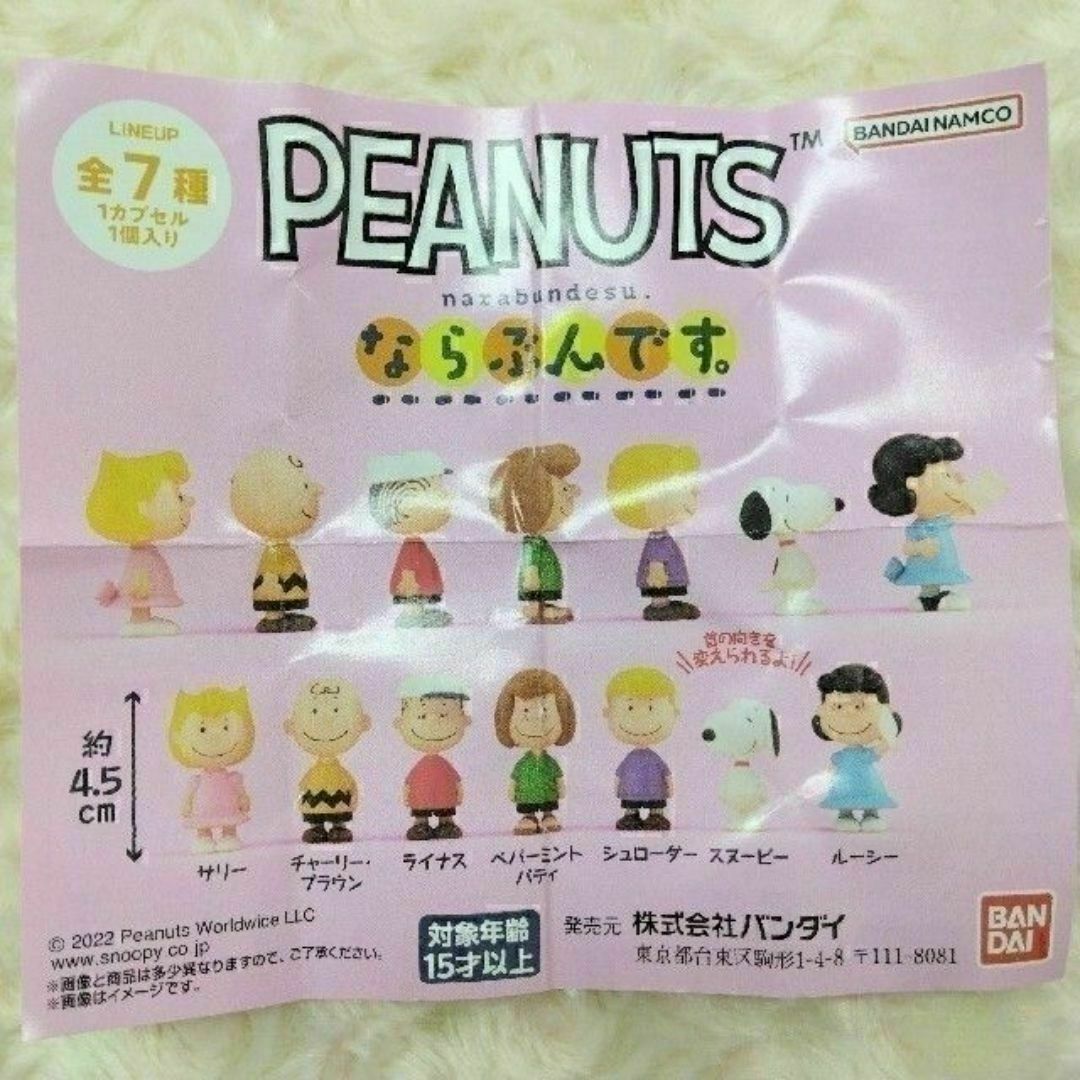 LINEUP
全7種
1カプセル
1個入り
PEANUTS™
BANDAI NAMCO
narabundesu.
ならぶんです。
首の向きを
変えられるよ!
約
4.5
cm
サリー
チャーリー・
ブラウン
ライナス
ペパーミント
パティ
シュローダー
スヌーピー
ルーシー
© 2022 Peanuts Worldwide LLC
www.snoopy.co.jp
※画像と商品は多少異なりますので、ご了承ください。
※画像はイメージです。
対象年齢
15才以上
発売元 株式会社バンダイ
東京都台東区駒形1-4-8 〒111-8081
BAN
DAI